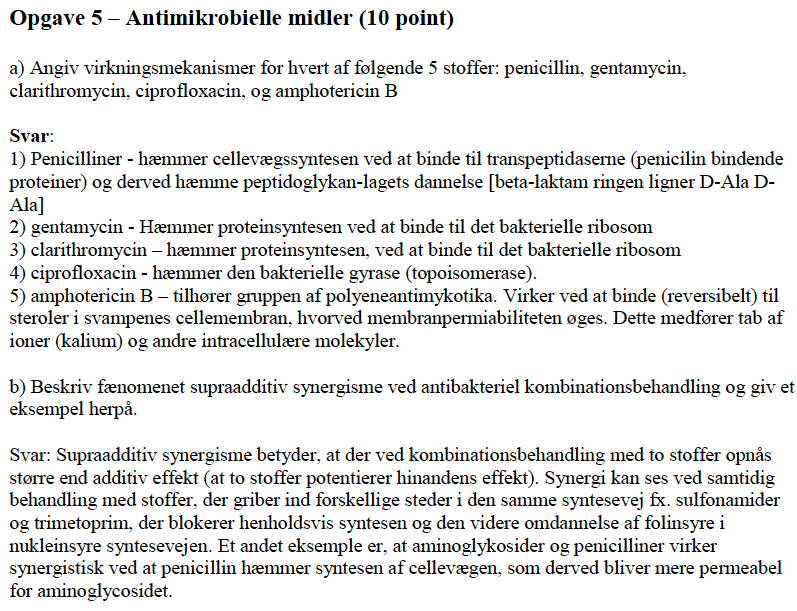 Opgave 5 – Antimikrobielle midler (10 point)
a) Angiv virkningsmekanismer for hvert af følgende 5 stoffer: penicillin, gentamycin,
clarithromycin, ciprofloxacin, og amphotericin B
Svar:
1) Penicilliner - hæmmer cellevægssyntesen ved at binde til transpeptidaserne (penicilin bindende
proteiner) og derved hæmme peptidoglykan-lagets dannelse [beta-laktam ringen ligner D-Ala D-
Ala]
2) gentamycin - Hæmmer proteinsyntesen ved at binde til det bakterielle ribosom
3) clarithromycin – hæmmer proteinsyntesen, ved at binde til det bakterielle ribosom
4) ciprofloxacin - hæmmer den bakterielle gyrase (topoisomerase).
5) amphotericin B – tilhører gruppen af polyeneantimykotika. Virker ved at binde (reversibelt) til
steroler i svampenes cellemembran, hvorved membranpermiabiliteten øges. Dette medfører tab af
ioner (kalium) og andre intracellulære molekyler.
b) Beskriv fænomenet supraadditiv synergisme ved antibakteriel kombinationsbehandling og giv et
eksempel herpå.
Svar: Supraadditiv synergisme betyder, at der ved kombinationsbehandling med to stoffer opnås
større end additiv effekt (at to stoffer potentierer hinandens effekt). Synergi kan ses ved samtidig
behandling med stoffer, der griber ind forskellige steder i den samme syntesevej fx. sulfonamider
og trimetoprim, der blokerer henholdsvis syntesen og den videre omdannelse af folinsyre i
nukleinsyre syntesevejen. Et andet eksempel er, at aminoglykosider og penicilliner virker
synergistisk ved at penicillin hæmmer syntesen af cellevægen, som derved bliver mere permeabel
for aminoglycosidet.